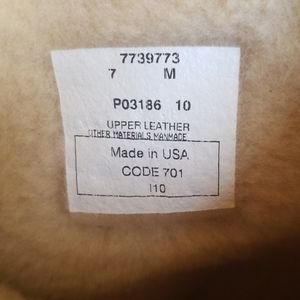 7739773
7 M
P03186 10
UPPER LEATHER
OTHER MATERIALS MANMADE
Made in USA
CODE 701
I10